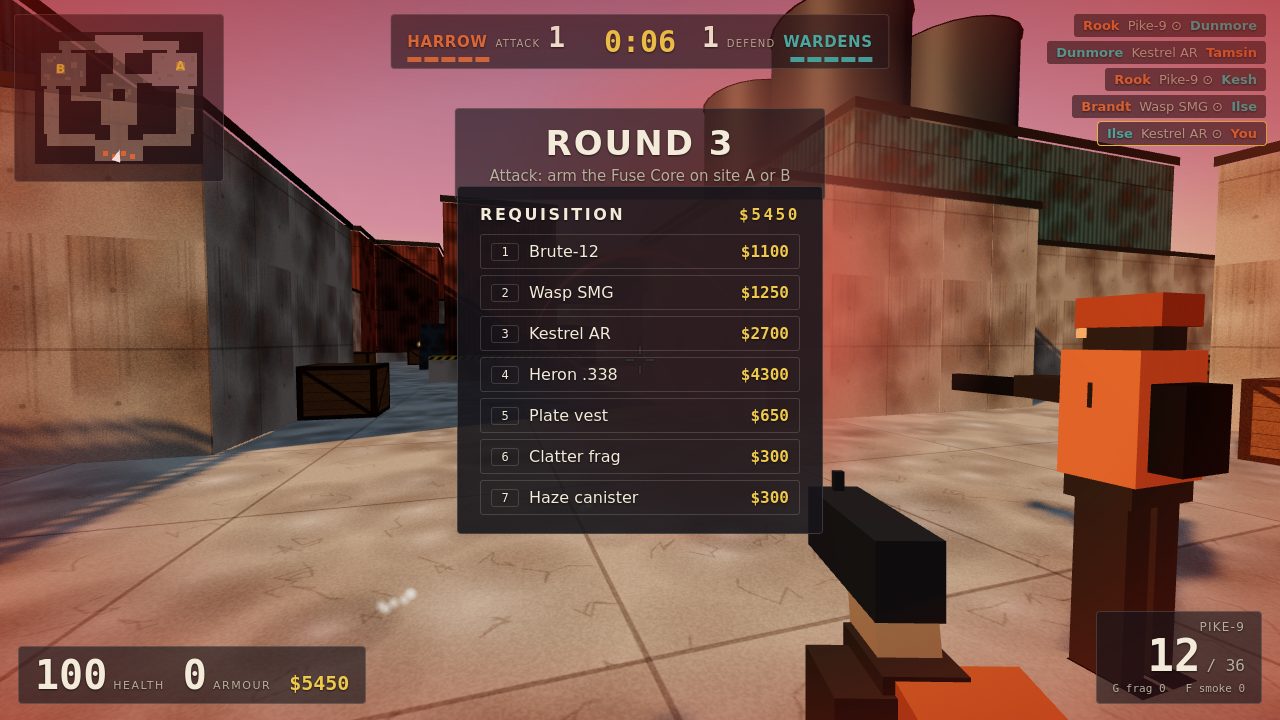 B
A
HARROW ATTACK 1 0:06 1 DEFEND WARDENS
Rook Pike-9 Dunmore
Dunmore Kestrel AR Tamsin
Rook Pike-9 Kesh
Brandt Wasp SMG Ilse
Ilse Kestrel AR You
ROUND 3
Attack: arm the Fuse Core on site A or B
REQUISITION $5450
1 Brute-12 $1100
2 Wasp SMG $1250
3 Kestrel AR $2700
4 Heron .338 $4300
5 Plate vest $650
6 Clatter frag $300
7 Haze canister $300
100 HEALTH 0 ARMOUR $5450
PIKE-9
12 / 36
G frag 0 F smoke 0